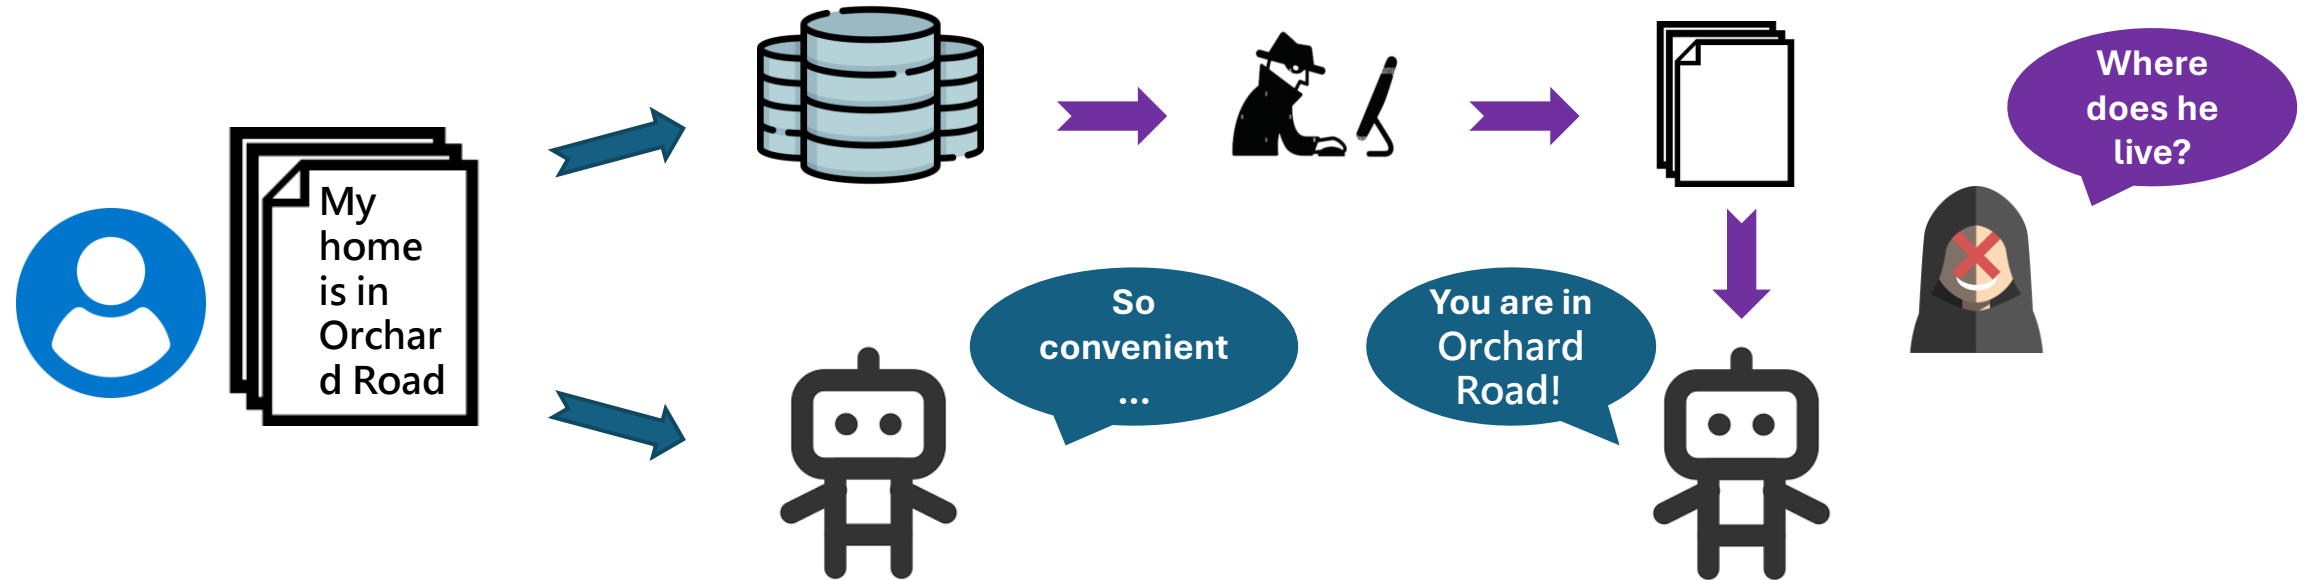 My
home
is in
Orchar
d Road
So
convenient
...
You are in
Orchard
Road!
Where
does he
live?